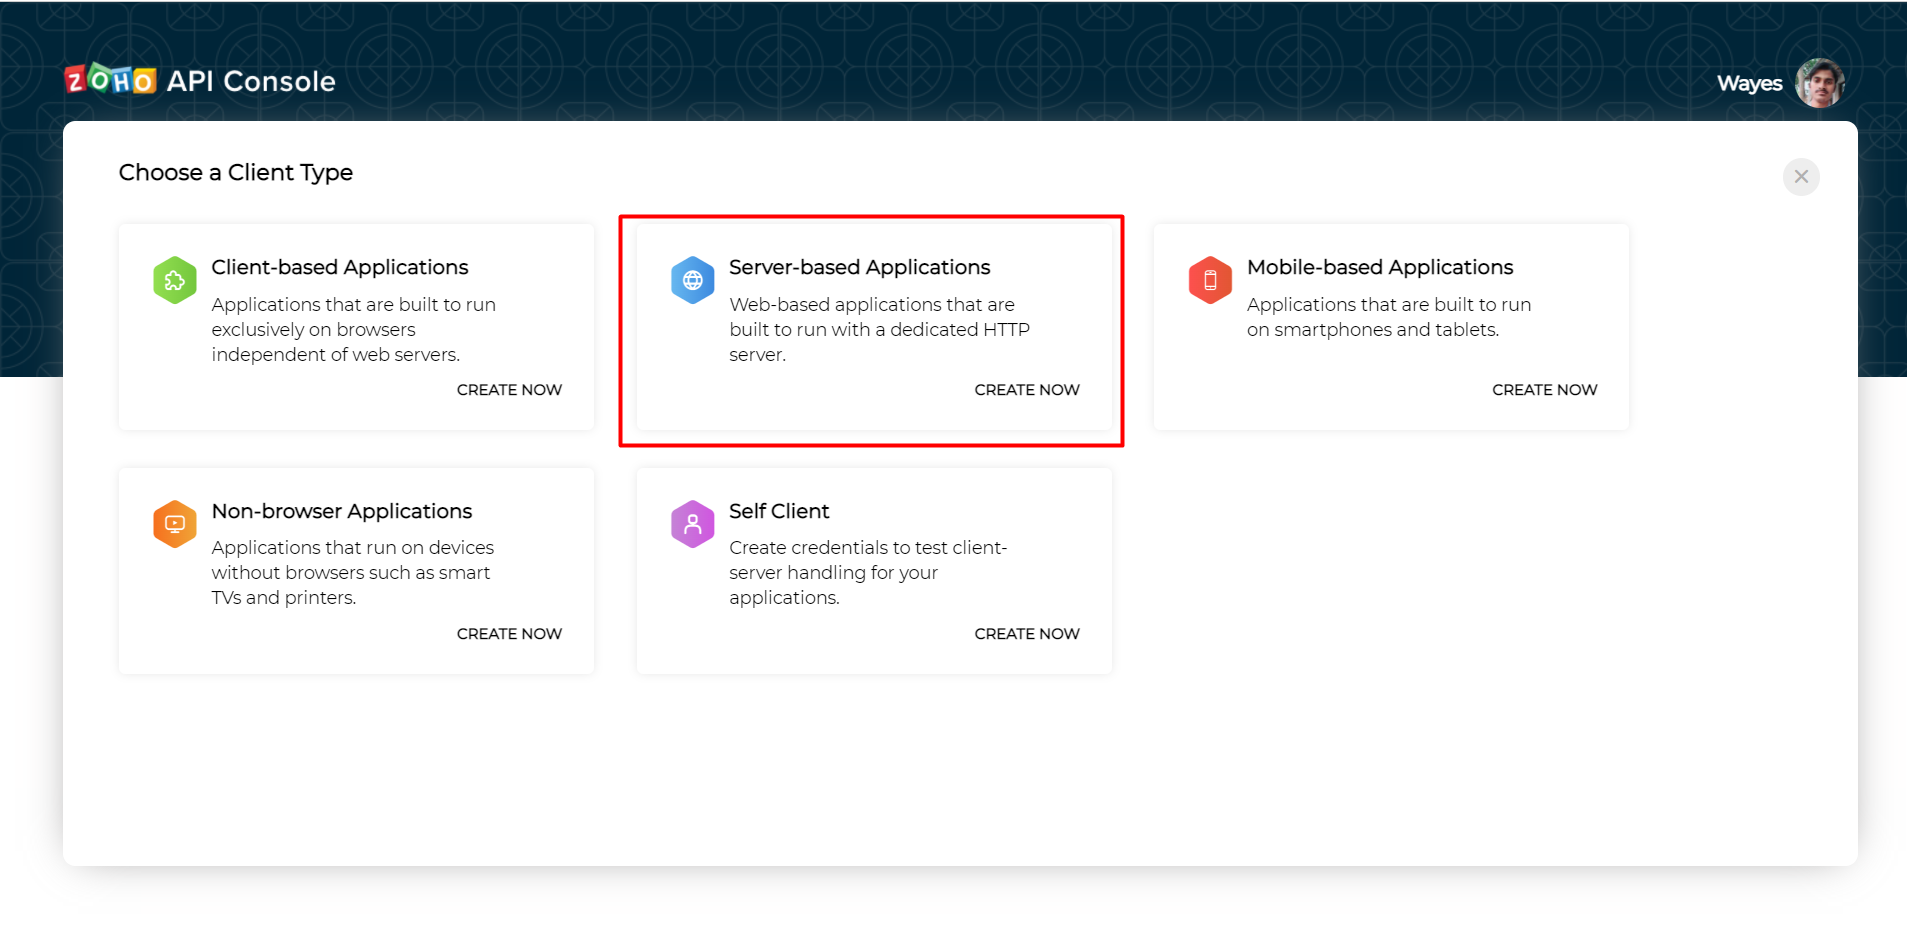 ZOHO API Console
Wayes
Choose a Client Type
Client-based Applications
Applications that are built to run
exclusively on browsers
independent of web servers.
CREATE NOW
Server-based Applications
Web-based applications that are
built to run with a dedicated HTTP
server.
CREATE NOW
Mobile-based Applications
Applications that are built to run
on smartphones and tablets.
CREATE NOW
Non-browser Applications
Applications that run on devices
without browsers such as smart
TVs and printers.
CREATE NOW
Self Client
Create credentials to test client-
server handling for your
applications.
CREATE NOW